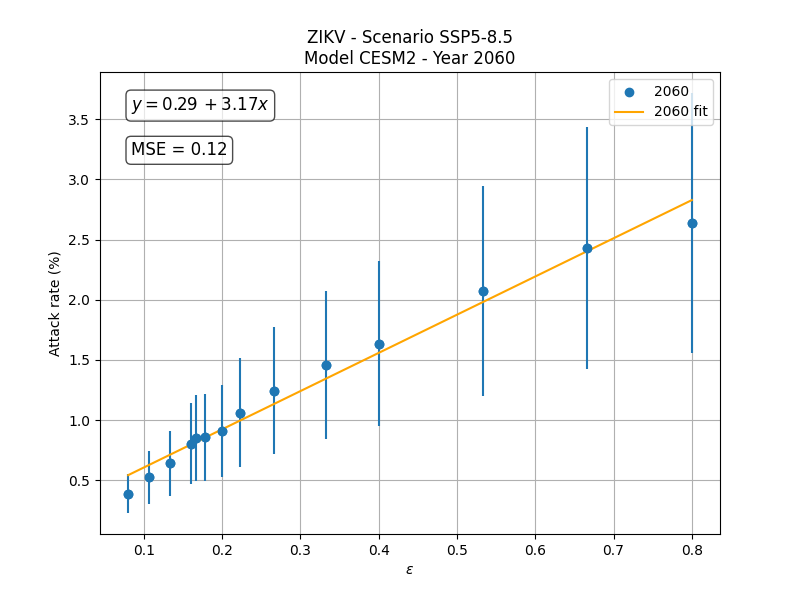 ZIKV - Scenario SSP5-8.5
Model CESM2 - Year 2060
y = 0.29 + 3.17x
MSE = 0.12
2060
2060 fit
Attack rate (%)
3.5
3.0
2.5
2.0
1.5
1.0
0.5
0.1 0.2 0.3 0.4 0.5 0.6 0.7 0.8
ε